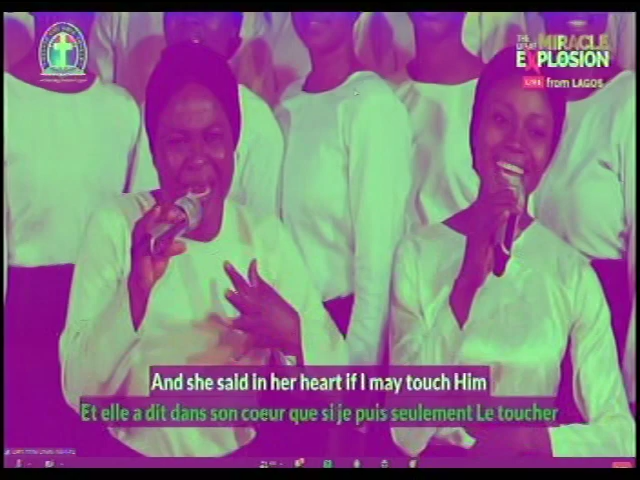 THE
MIRACLE
EXPLOSION
LIVE from LAGOS
And she said in her heart if I may touch Him
Et elle a dit dans son coeur que si je puis seulement Le toucher